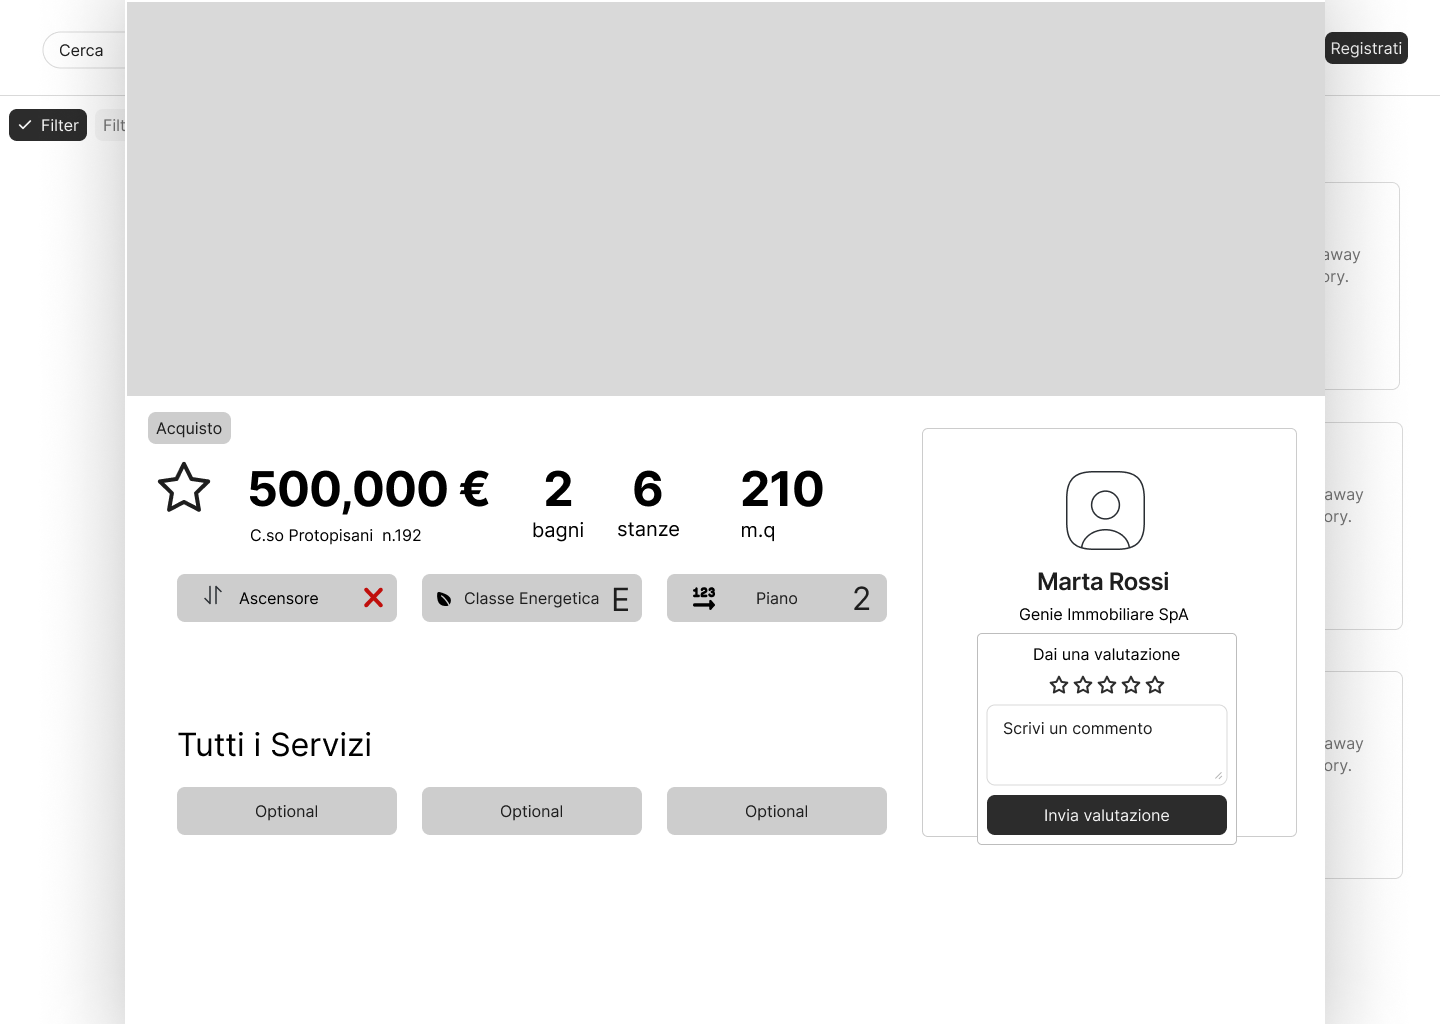 Cerca
Registrati
Filter
Filt
away
ory.
Acquisto
500,000 €
2
6
210
C.so Protopisani n.192
bagni
stanze
m.q
Ascensore
Classe Energetica E
123
Piano 2
Marta Rossi
Genie Immobiliare SpA
Dai una valutazione
Scrivi un commento
Invia valutazione
away
ory.
Tutti i Servizi
Optional
Optional
Optional
away
ory.